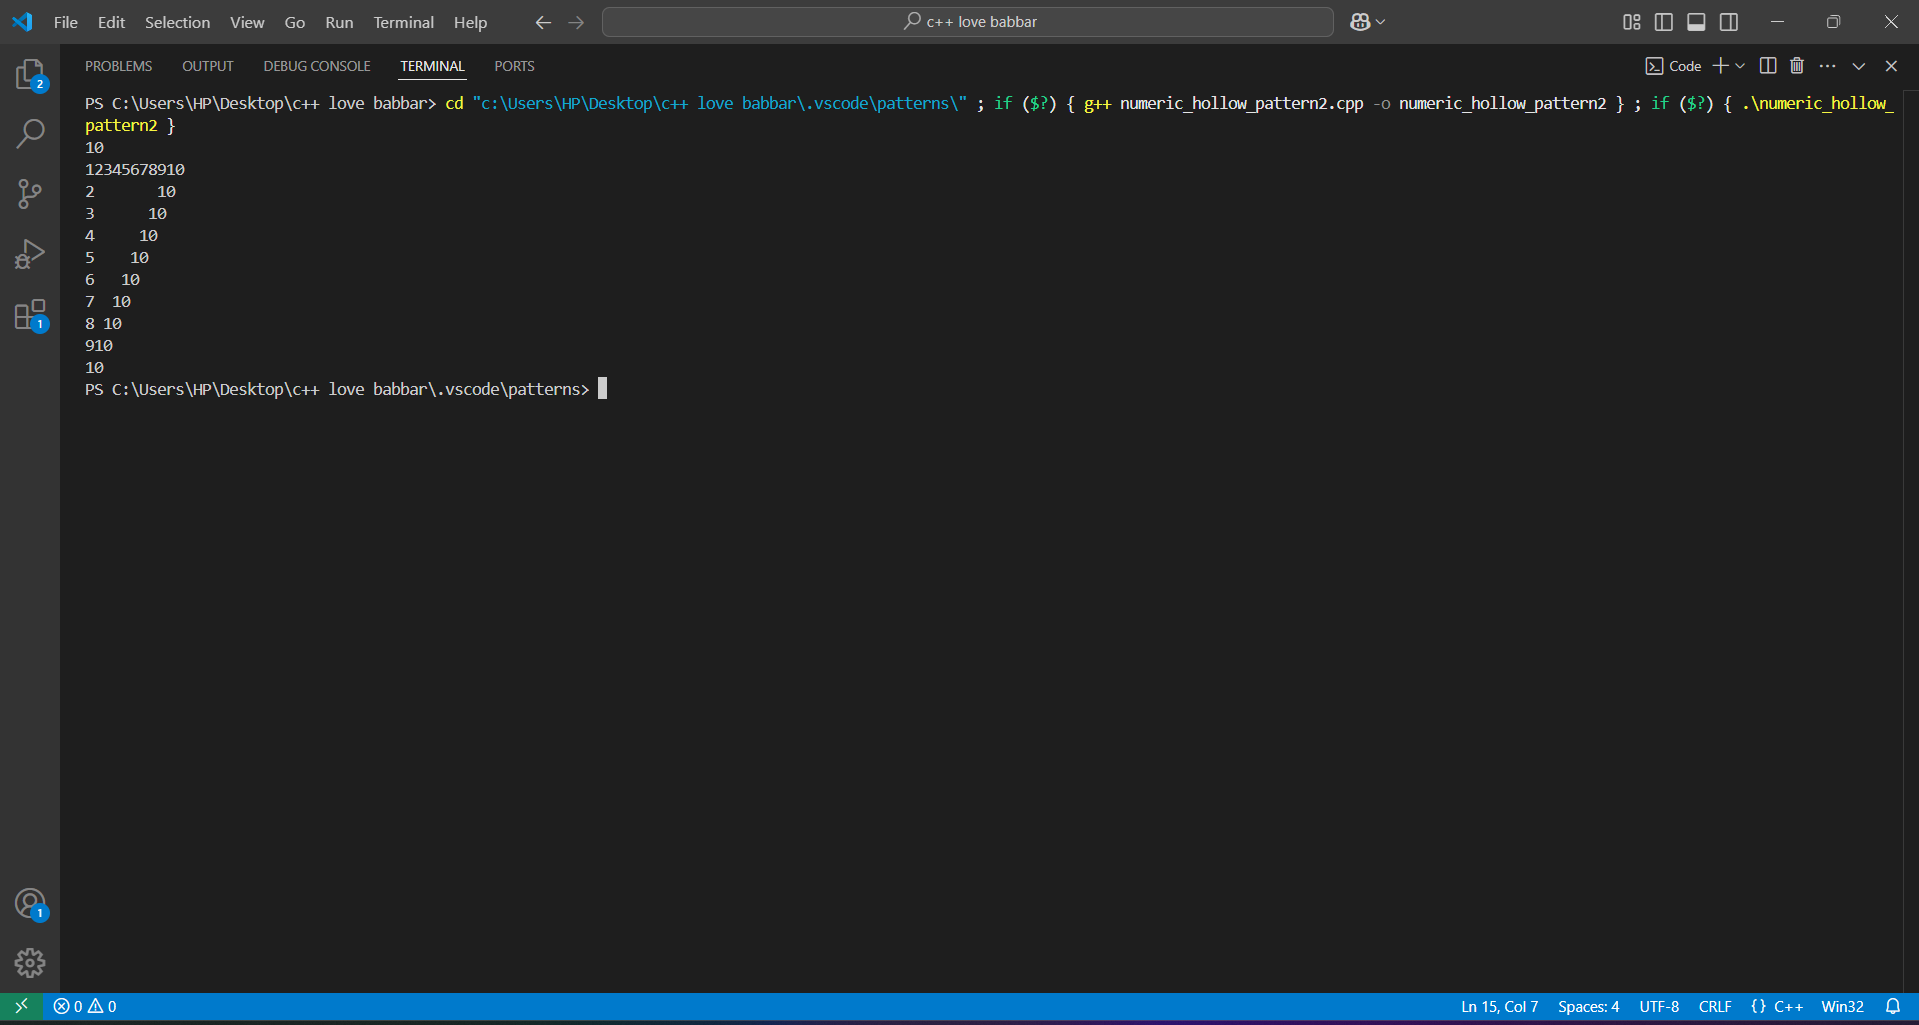 File Edit Selection View Go Run Terminal Help c++ love babbar
PROBLEMS OUTPUT DEBUG CONSOLE TERMINAL PORTS Code
PS C:\Users\HP\Desktop\c++ love babbar> cd "c:\Users\HP\Desktop\c++ love babbar\.vscode\patterns\" ; if ($?) { g++ numeric_hollow_pattern2.cpp -o numeric_hollow_pattern2 } ; if ($?) { .\numeric_hollow_
pattern2 }
10
12345678910
2       10
3      10
4     10
5    10
6   10
7  10
8 10
910
10
PS C:\Users\HP\Desktop\c++ love babbar\.vscode\patterns>
2
1
1
0 0 Ln 15, Col 7 Spaces: 4 UTF-8 CRLF {} C++ Win32